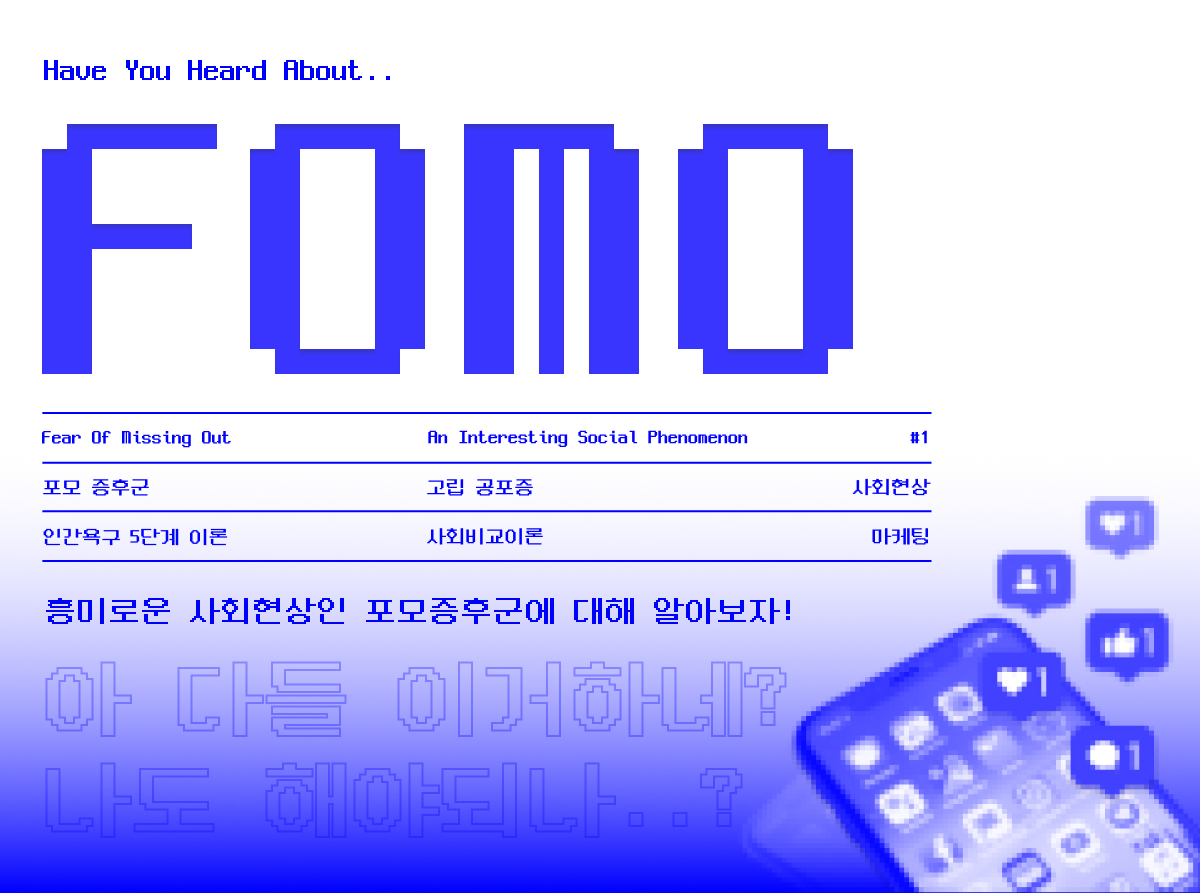 Have You Heard About..
FOMO
Fear Of Missing Out An Interesting Social Phenomenon #1
포모 증후군 고립 공포증 사회현상
인간욕구 5단계 이론 사회비교이론 마케팅
흥미로운 사회현상인 포모증후군에 대해 알아보자!
아 다들 이거하네?
나도 해야되나..?
1
1
1
1
1